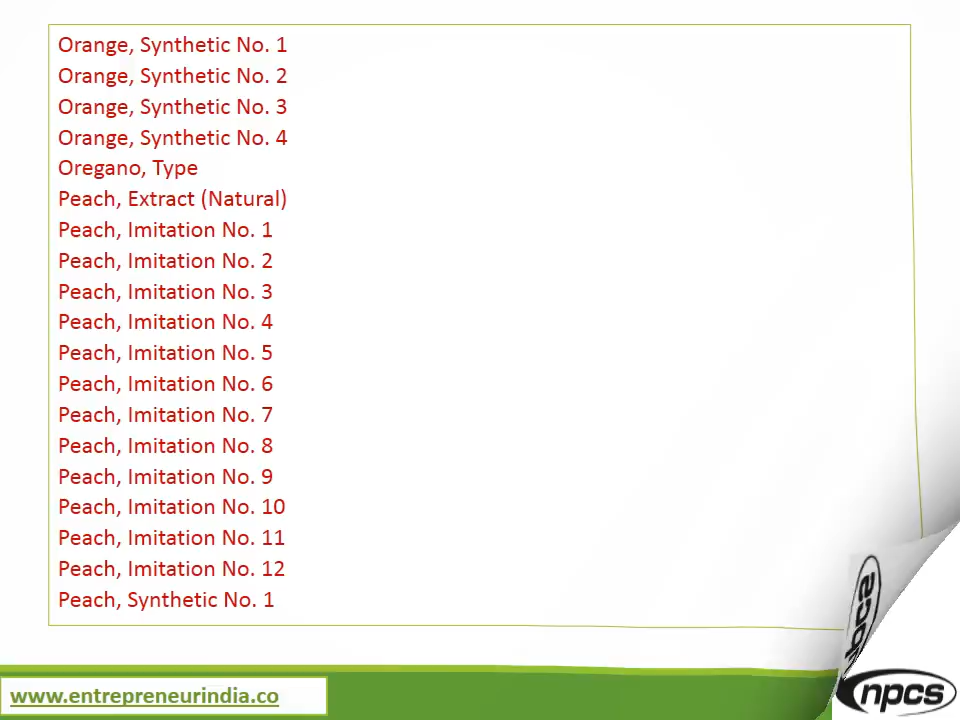 Orange, Synthetic No. 1
Orange, Synthetic No. 2
Orange, Synthetic No. 3
Orange, Synthetic No. 4
Oregano, Type
Peach, Extract (Natural)
Peach, Imitation No. 1
Peach, Imitation No. 2
Peach, Imitation No. 3
Peach, Imitation No. 4
Peach, Imitation No. 5
Peach, Imitation No. 6
Peach, Imitation No. 7
Peach, Imitation No. 8
Peach, Imitation No. 9
Peach, Imitation No. 10
Peach, Imitation No. 11
Peach, Imitation No. 12
Peach, Synthetic No. 1
www.entrepreneurindia.co
npcs
npcs